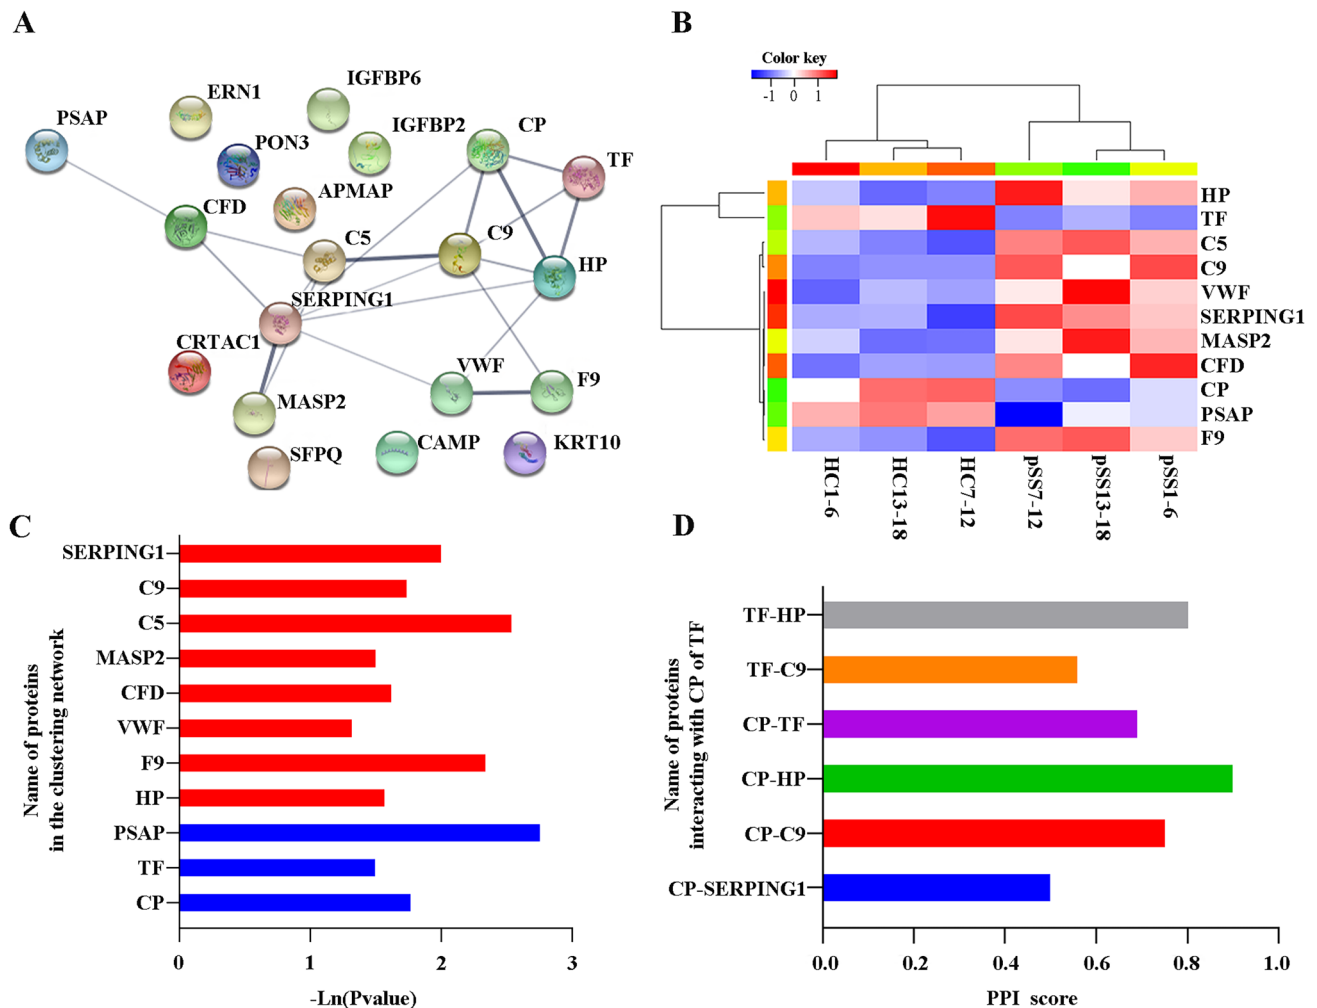 A
ERN1
IGFBP6
PSAP
PON3
IGFBP2
CP
TF
APMAP
CFD
C5
C9
HP
SERPING1
CRTAC1
VWF
F9
MASP2
SFPQ
CAMP
KRT10
B
Color key
-1 0 1
HP
TF
C5
C9
VWF
SERPING1
MASP2
CFD
CP
PSAP
F9
HC1-6
HC13-18
HC7-12
pSS7-12
pSS13-18
pSS1-6
C
Name of proteins
in the clustering network
SERPING1
C9
C5
MASP2
CFD
VWF
F9
HP
PSAP
TF
CP
0 1 2 3
-Ln(Pvalue)
D
Name of proteins
interacting with CP of TF
TF-HP
TF-C9
CP-TF
CP-HP
CP-C9
CP-SERPING1
0.0 0.2 0.4 0.6 0.8 1.0
PPI score